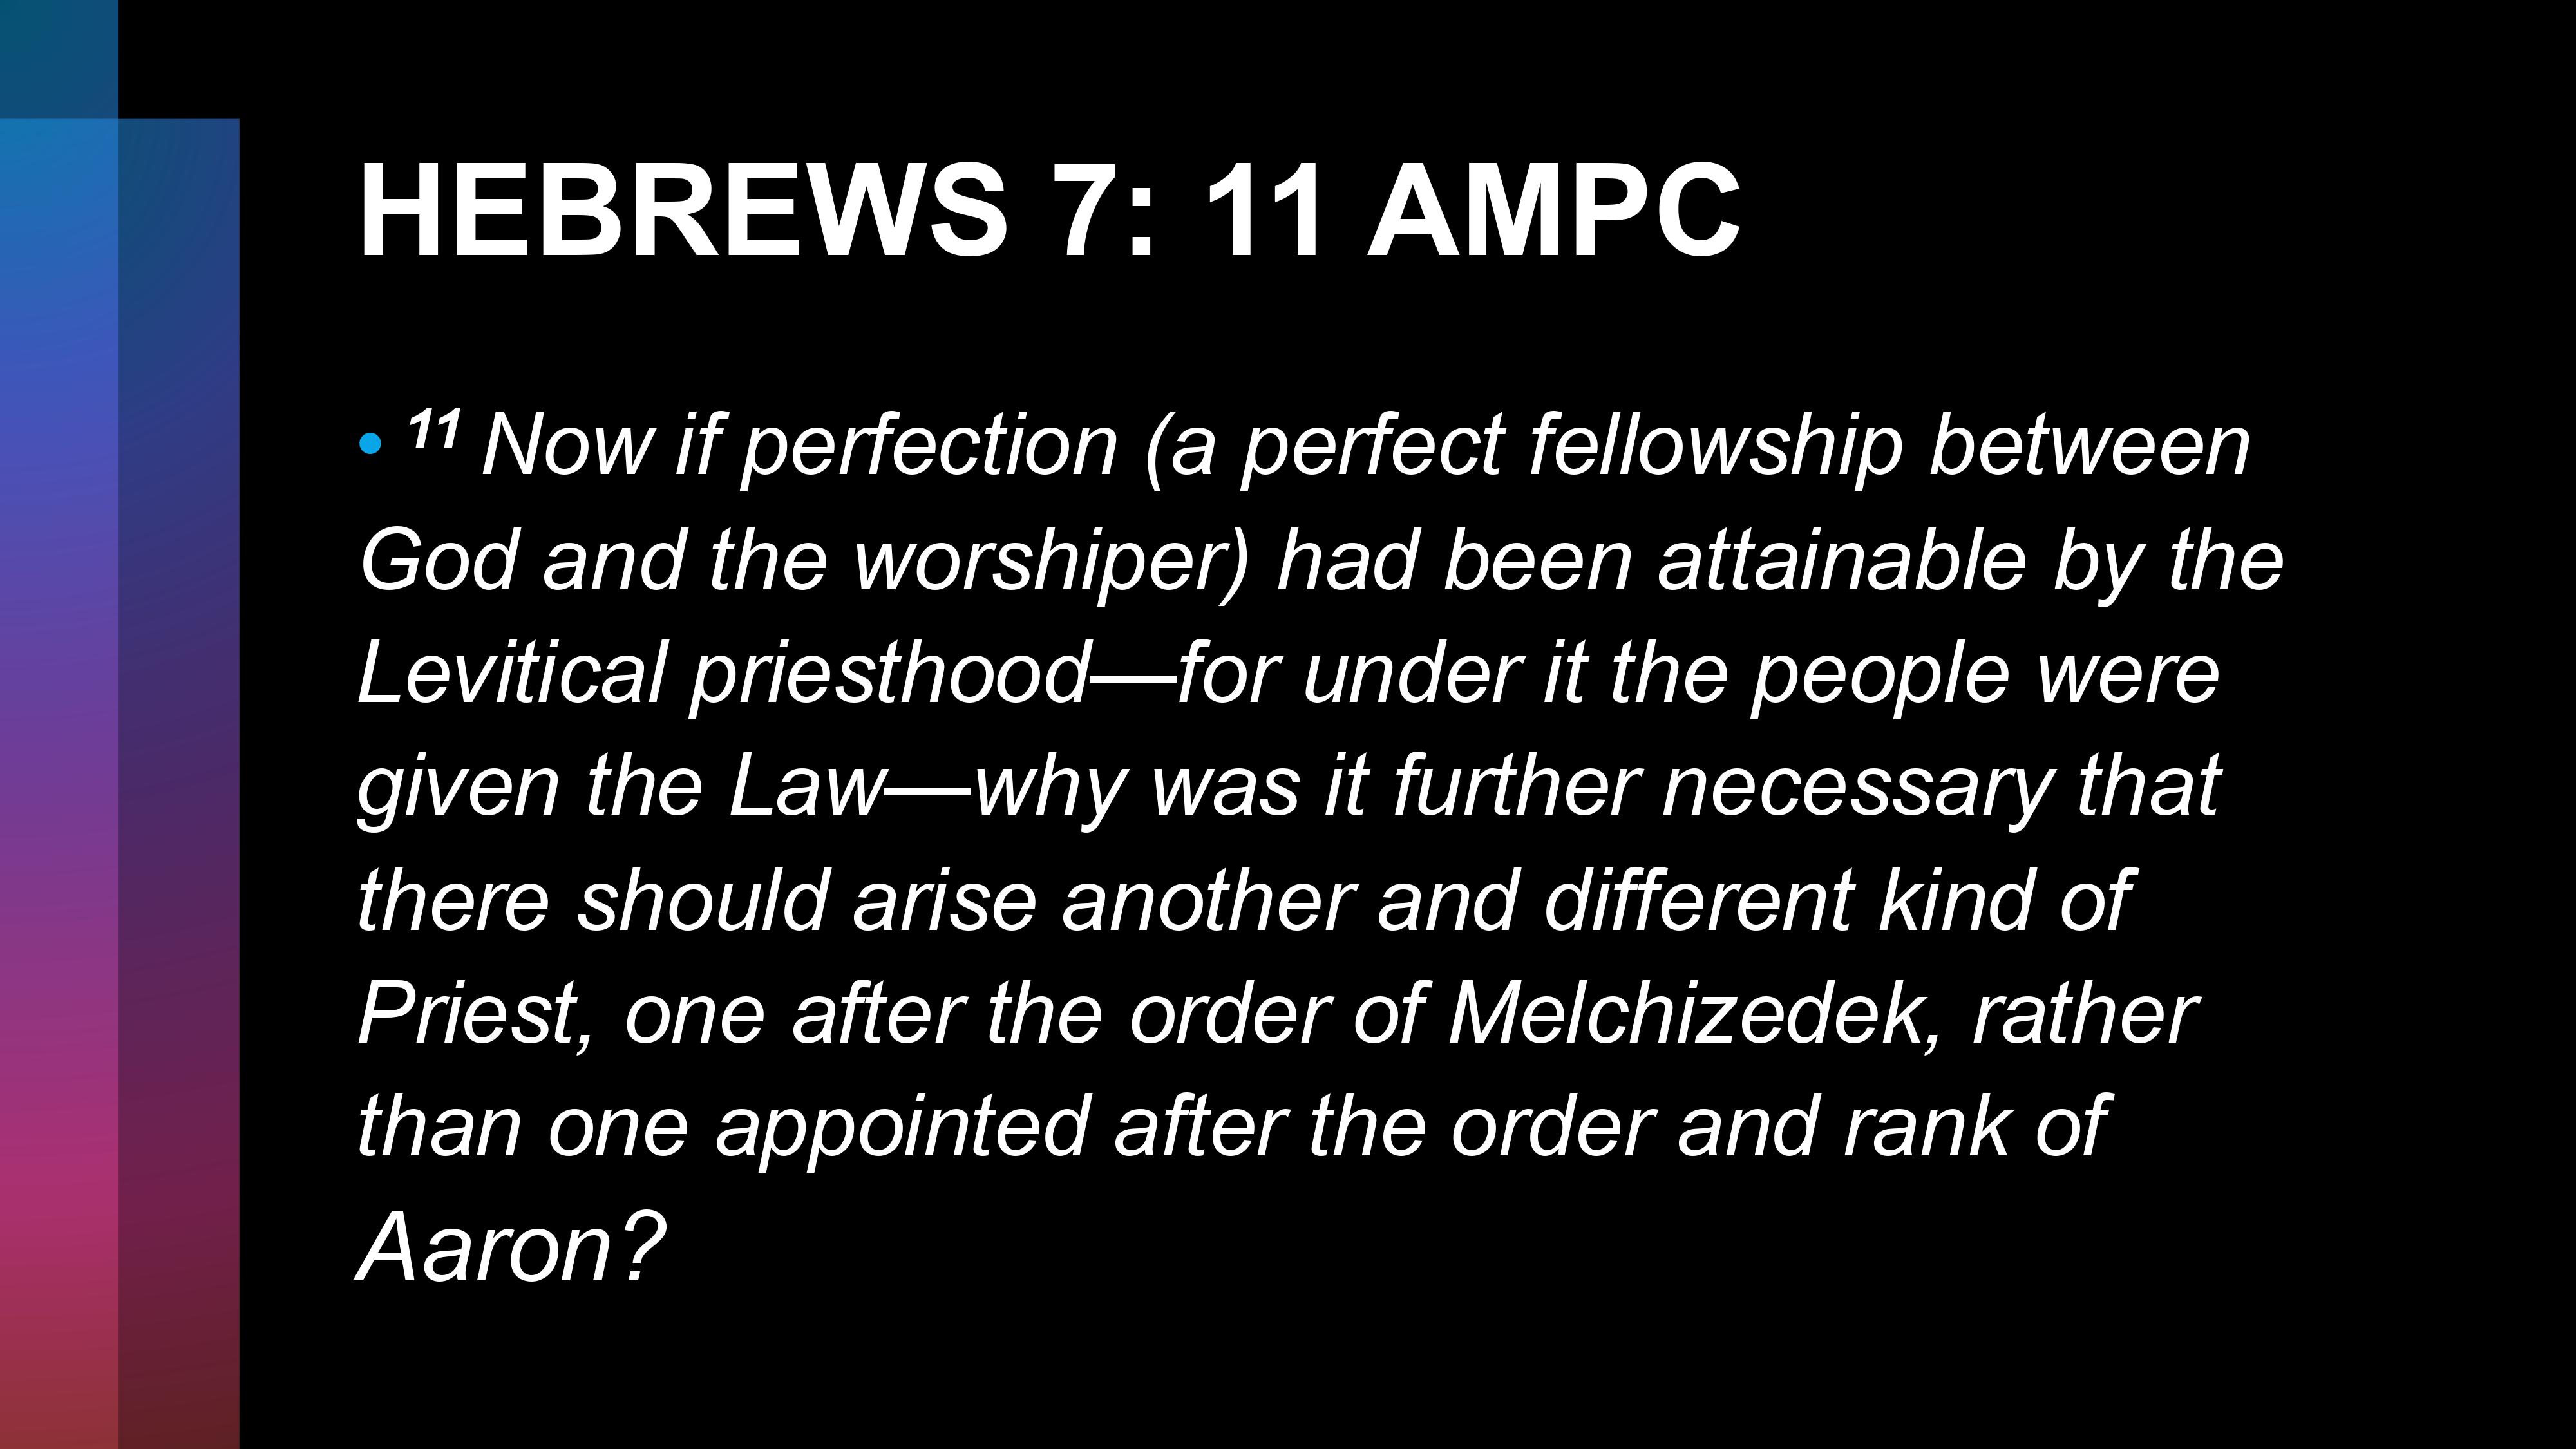 HEBREWS 7: 11 AMPC
• 11 Now if perfection (a perfect fellowship between
God and the worshiper) had been attainable by the
Levitical priesthood—for under it the people were
given the Law—why was it further necessary that
there should arise another and different kind of
Priest, one after the order of Melchizedek, rather
than one appointed after the order and rank of
Aaron?